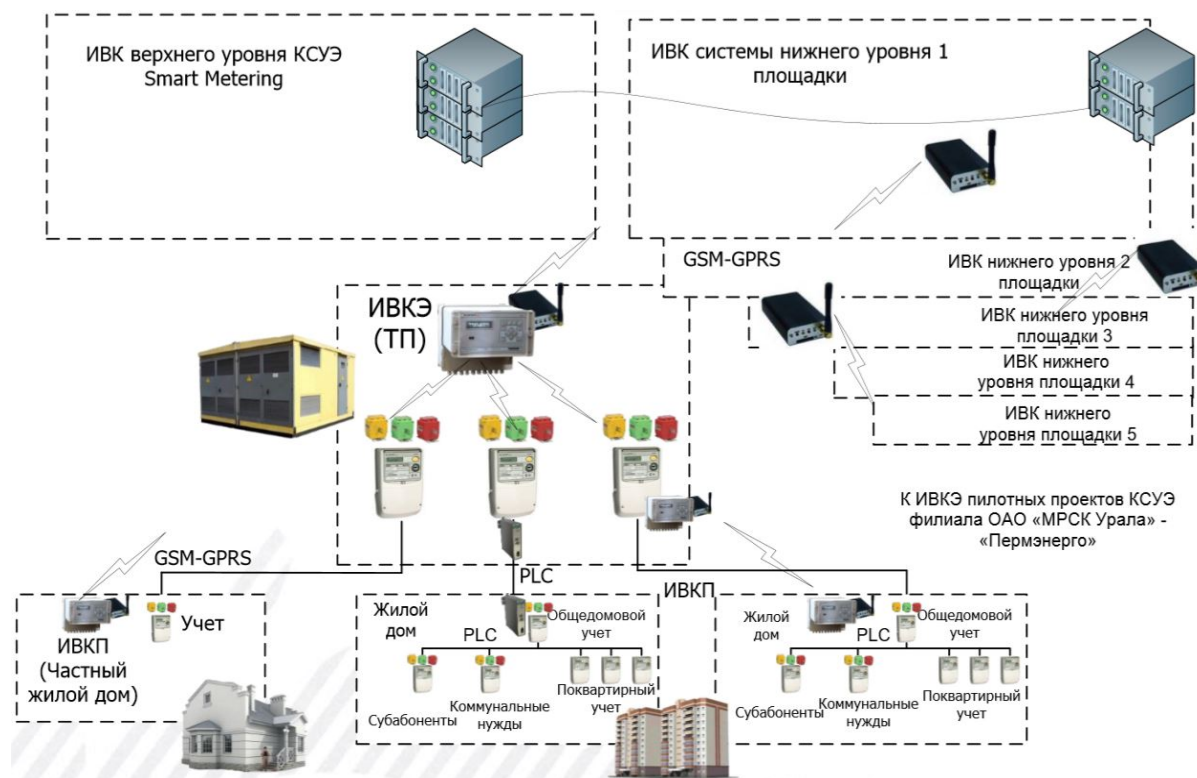 ИВК верхнего уровня КСУЭ
Smart Metering
ИВК системы нижнего уровня 1
площадки
GSM-GPRS
ИВК нижнего уровня 2
площадки
ИВК нижнего уровня
площадки 3
ИВК нижнего
уровня площадки 4
ИВК нижнего
уровня площадки 5
ИВКЭ
(ТП)
К ИВКЭ пилотных проектов КСУЭ
филиала ОАО «МРСК Урала» -
«Пермэнерго»
GSM-GPRS
PLC
ИВКП
Учет
ИВКП
(Частный
жилой дом)
Жилой
дом
Общедомовой
учет
PLC
Субабоненты
Коммунальные
нужды
Поквартирный
учет
Жилой
дом
Общедомовой
учет
PLC
Субабоненты
Коммунальные
нужды
Поквартирный
учет